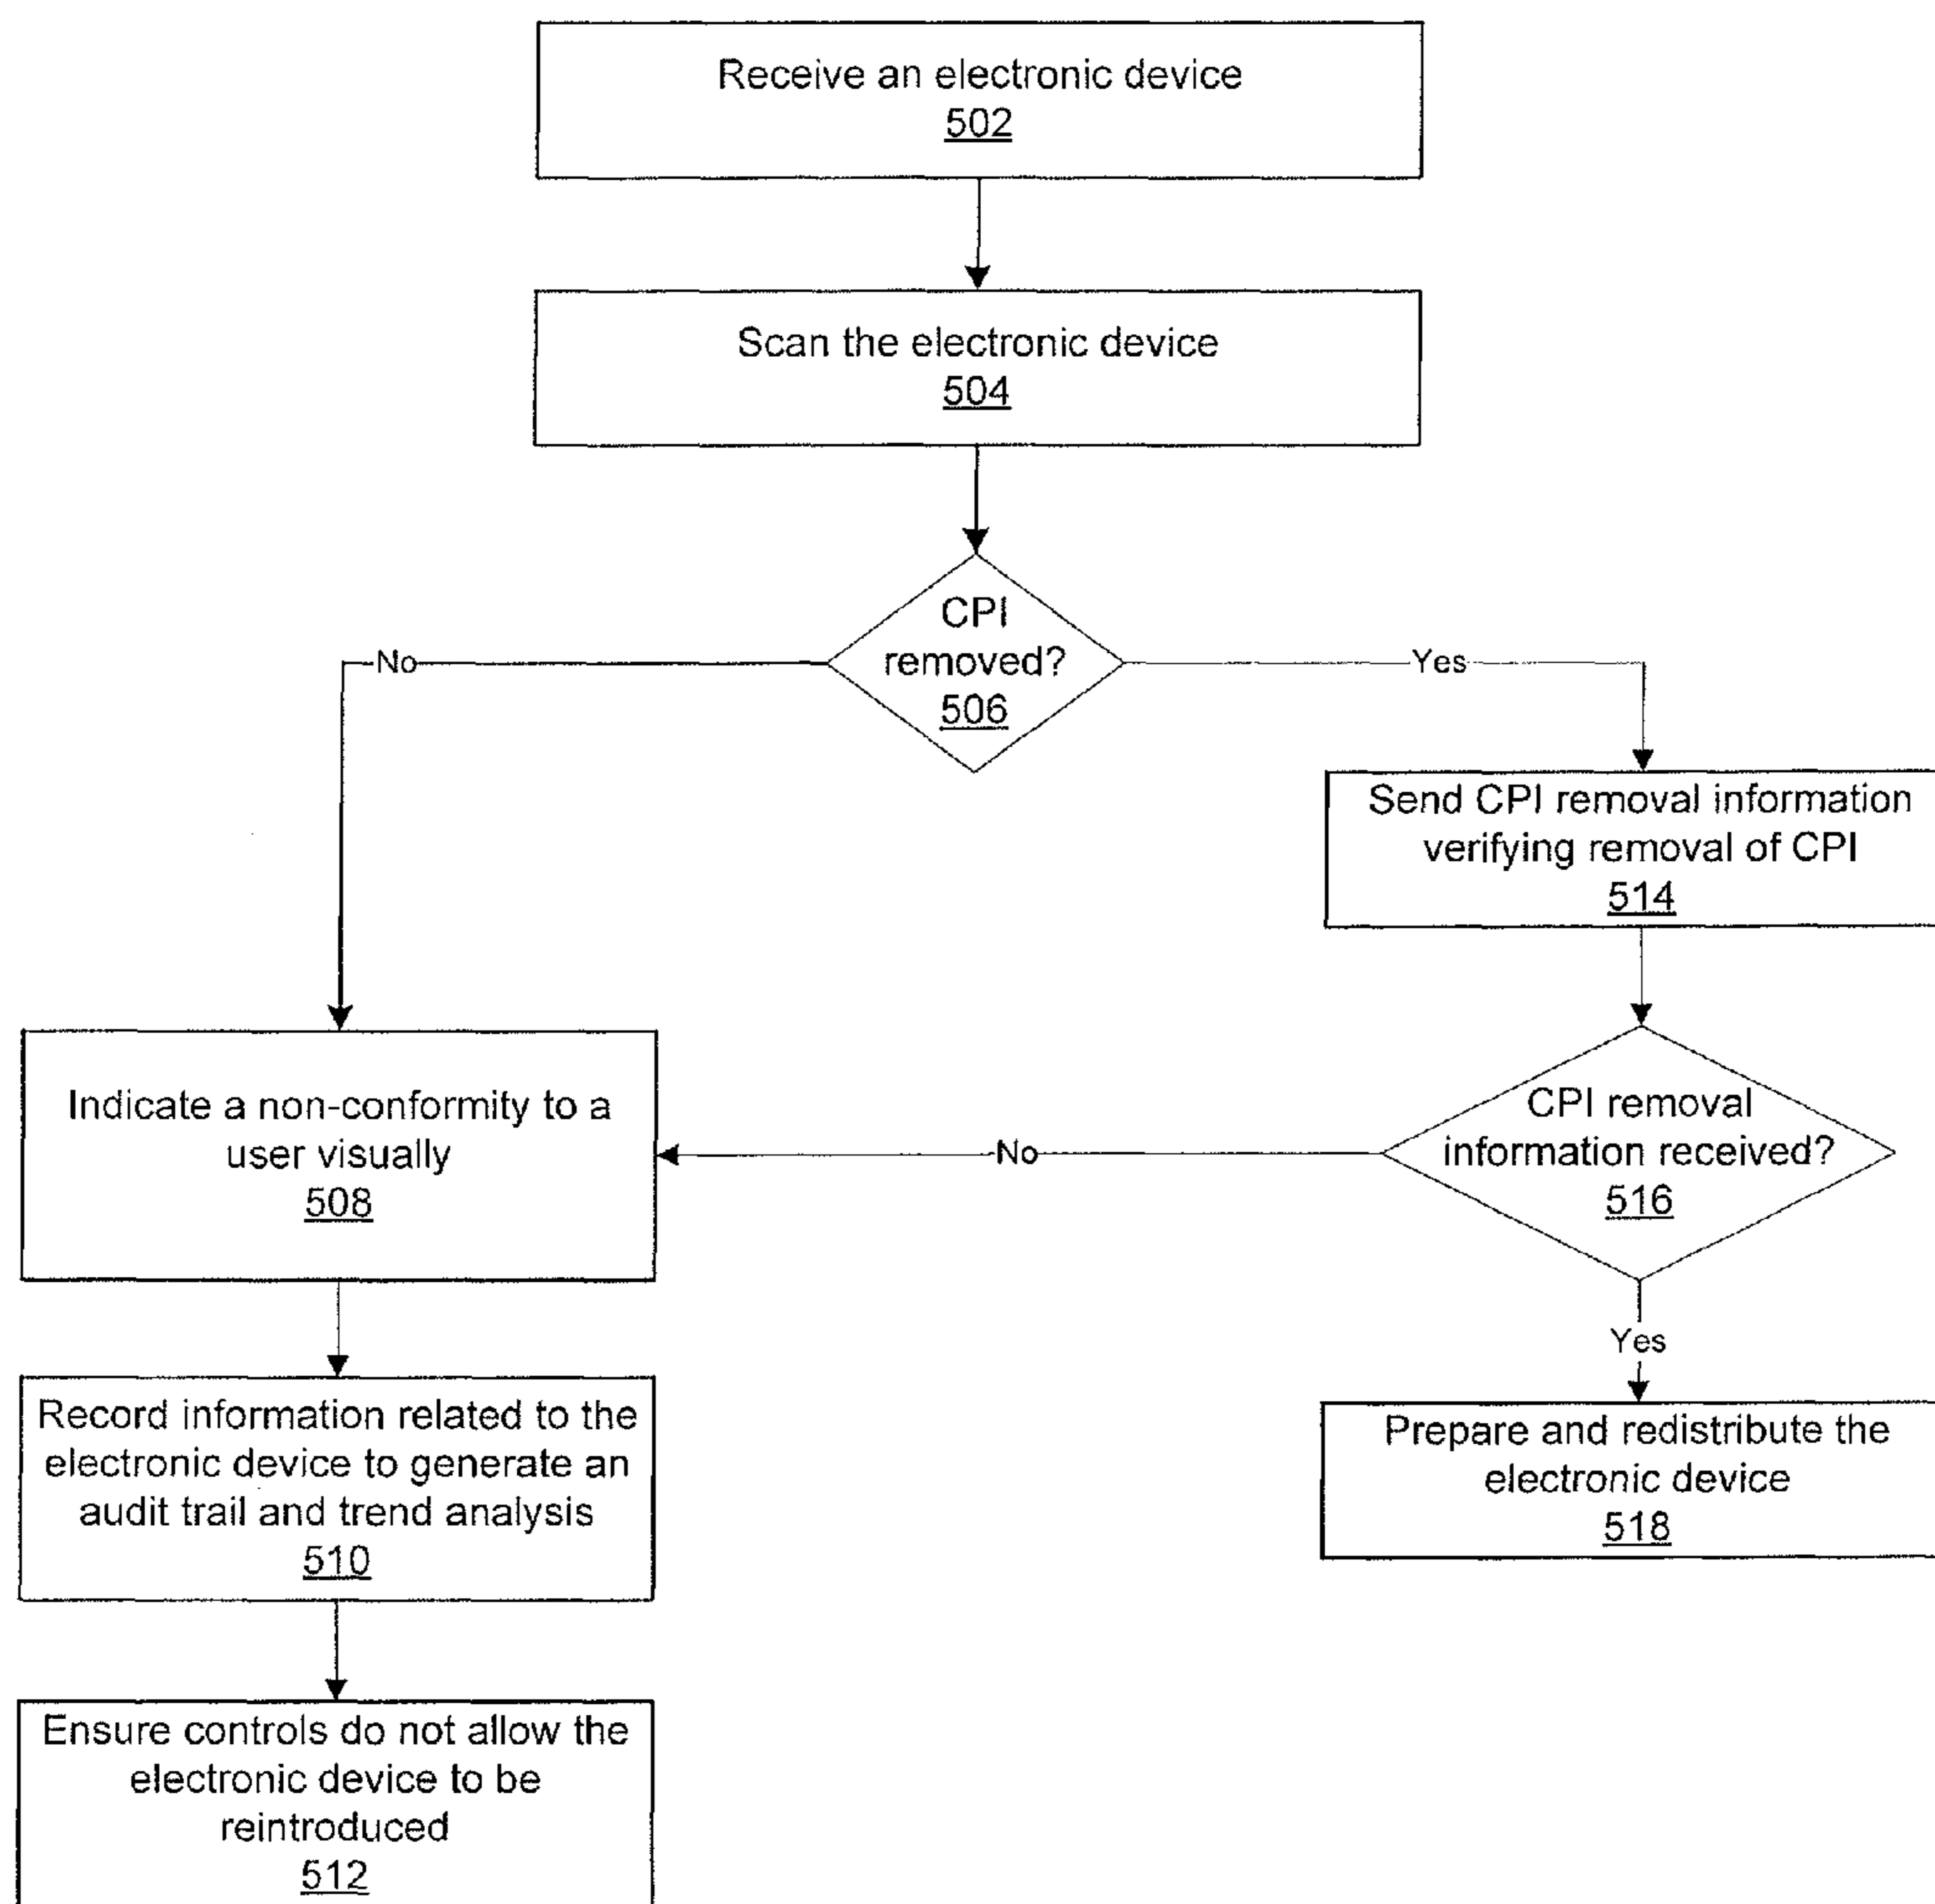 Receive an electronic device
502
Scan the electronic device
504
CPI
removed?
506
No
Yes
Send CPI removal information
verifying removal of CPI
514
Indicate a non-conformity to a
user visually
508
No
CPI removal
information received?
516
Yes
Record information related to the
electronic device to generate an
audit trail and trend analysis
510
Prepare and redistribute the
electronic device
518
Ensure controls do not allow the
electronic device to be
reintroduced
512